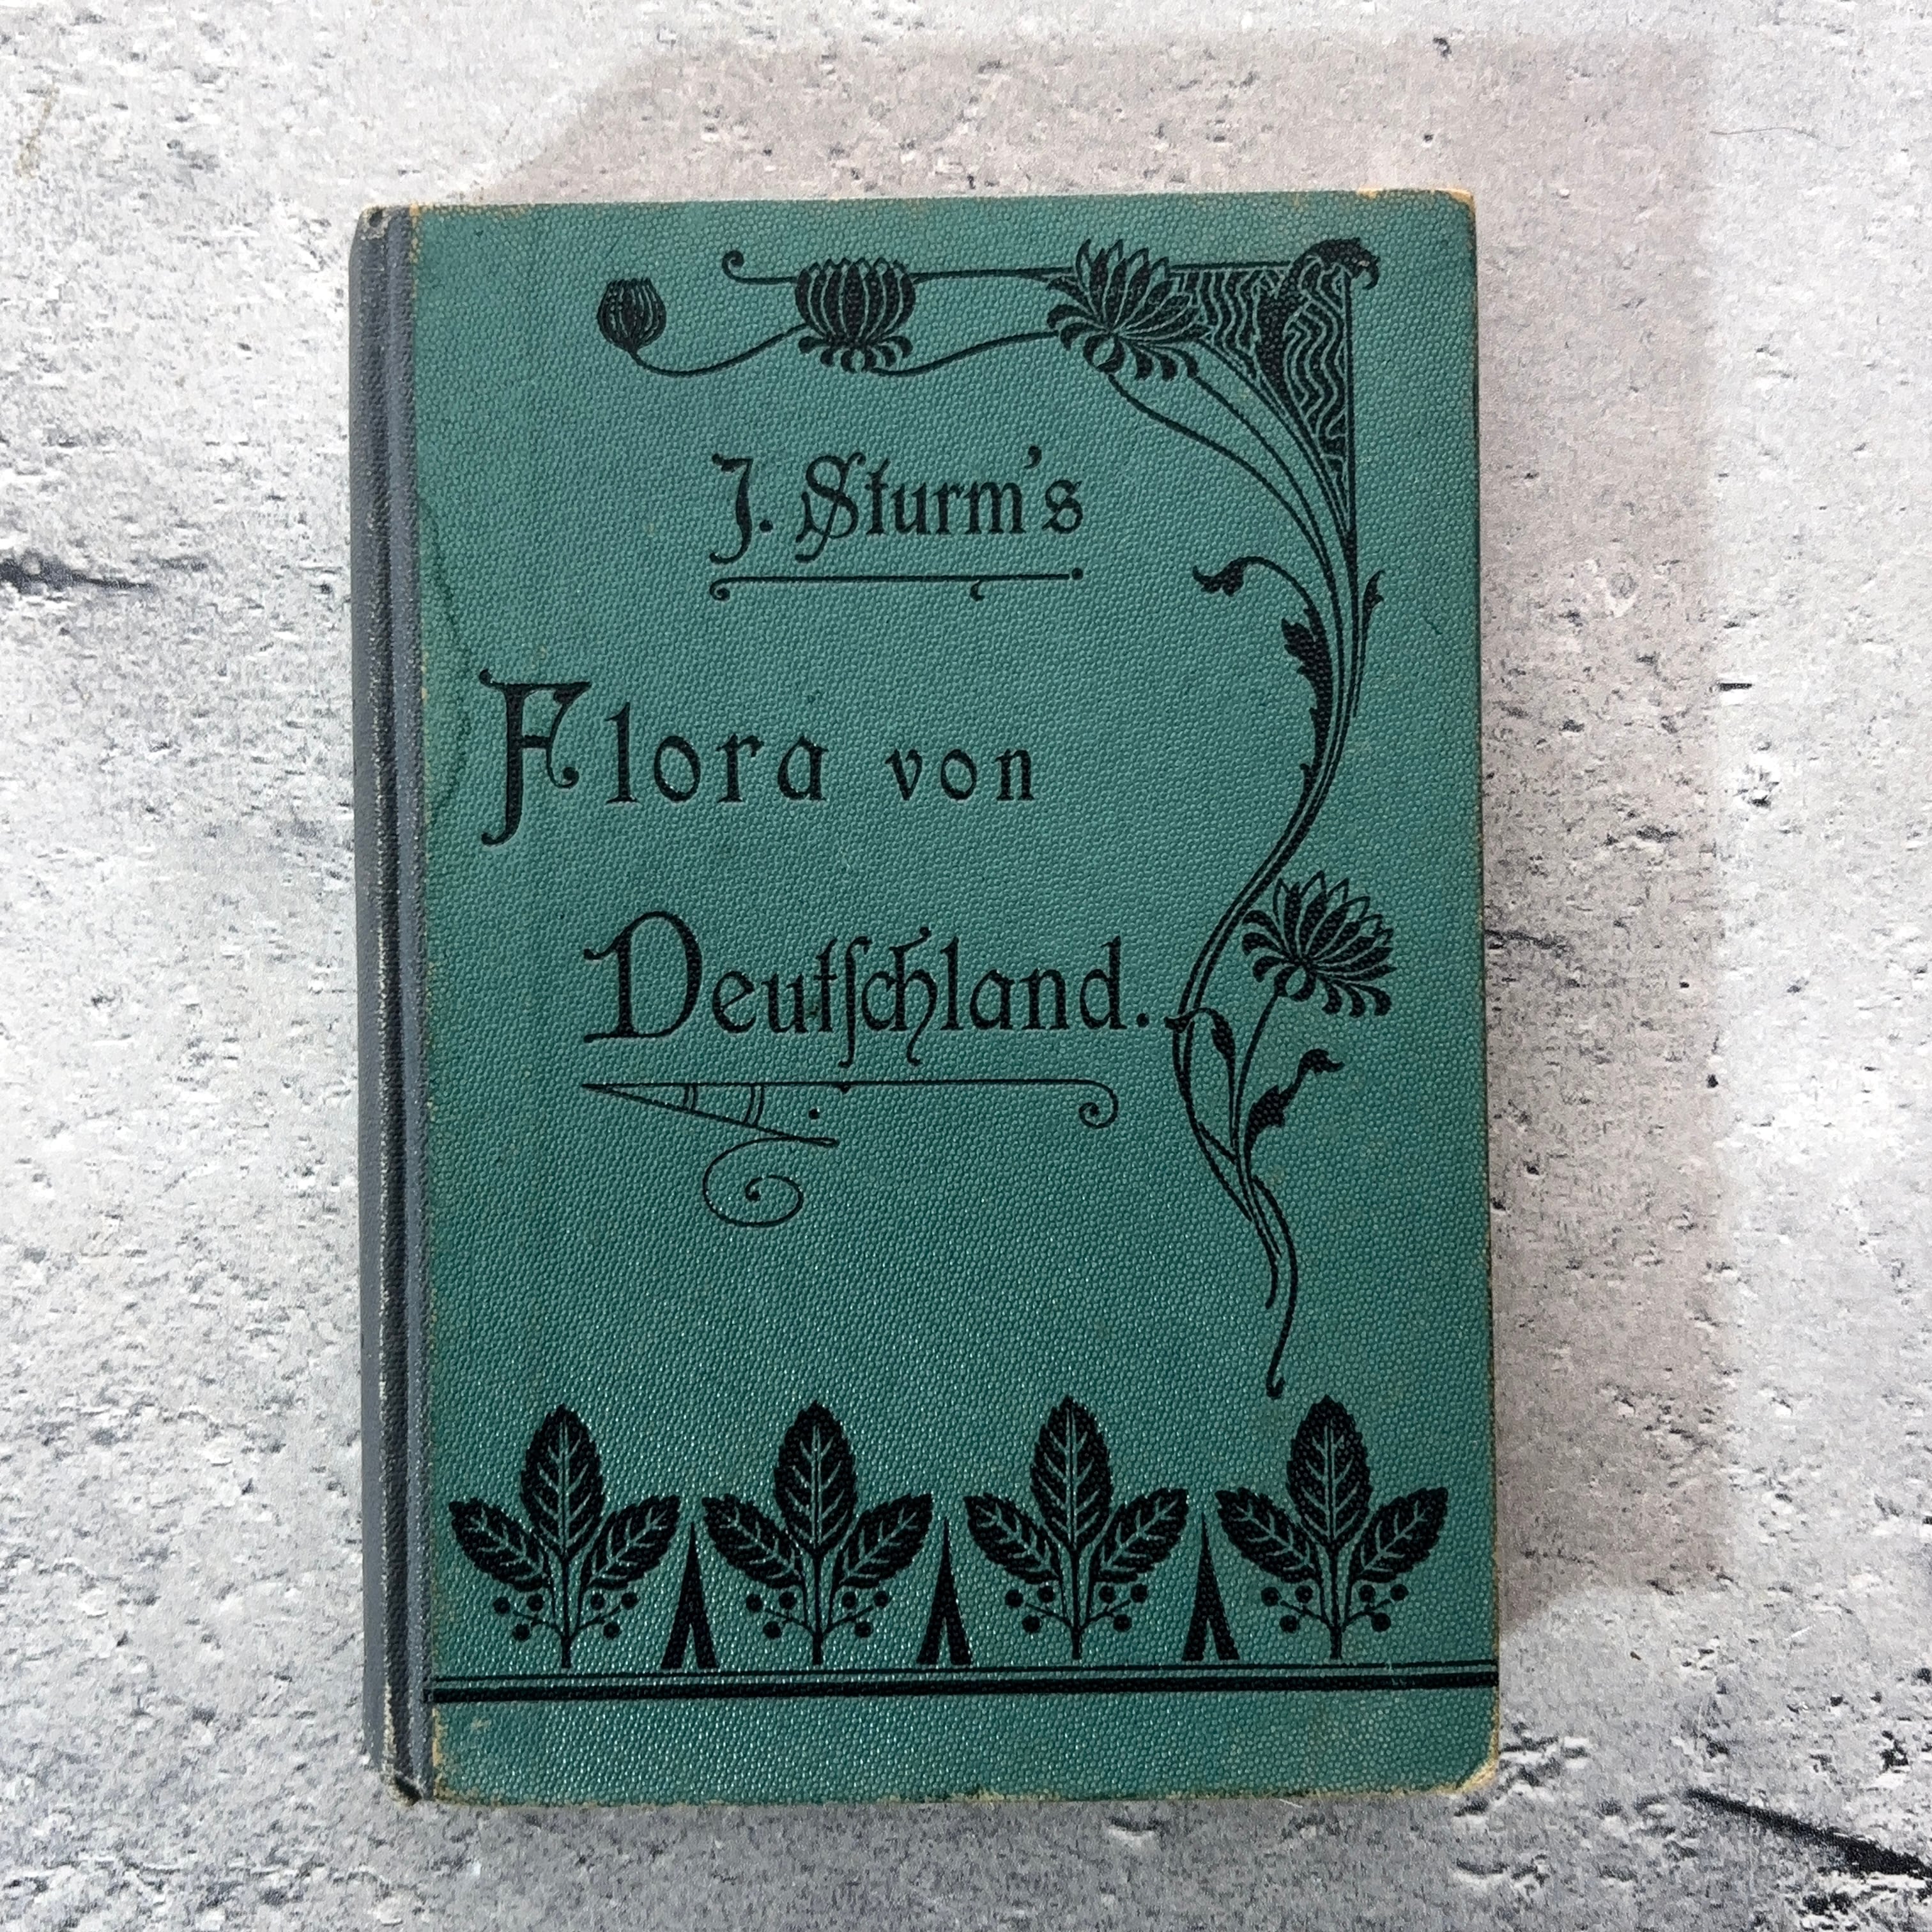 J. Sturm's
Flora von
Deutſchland.